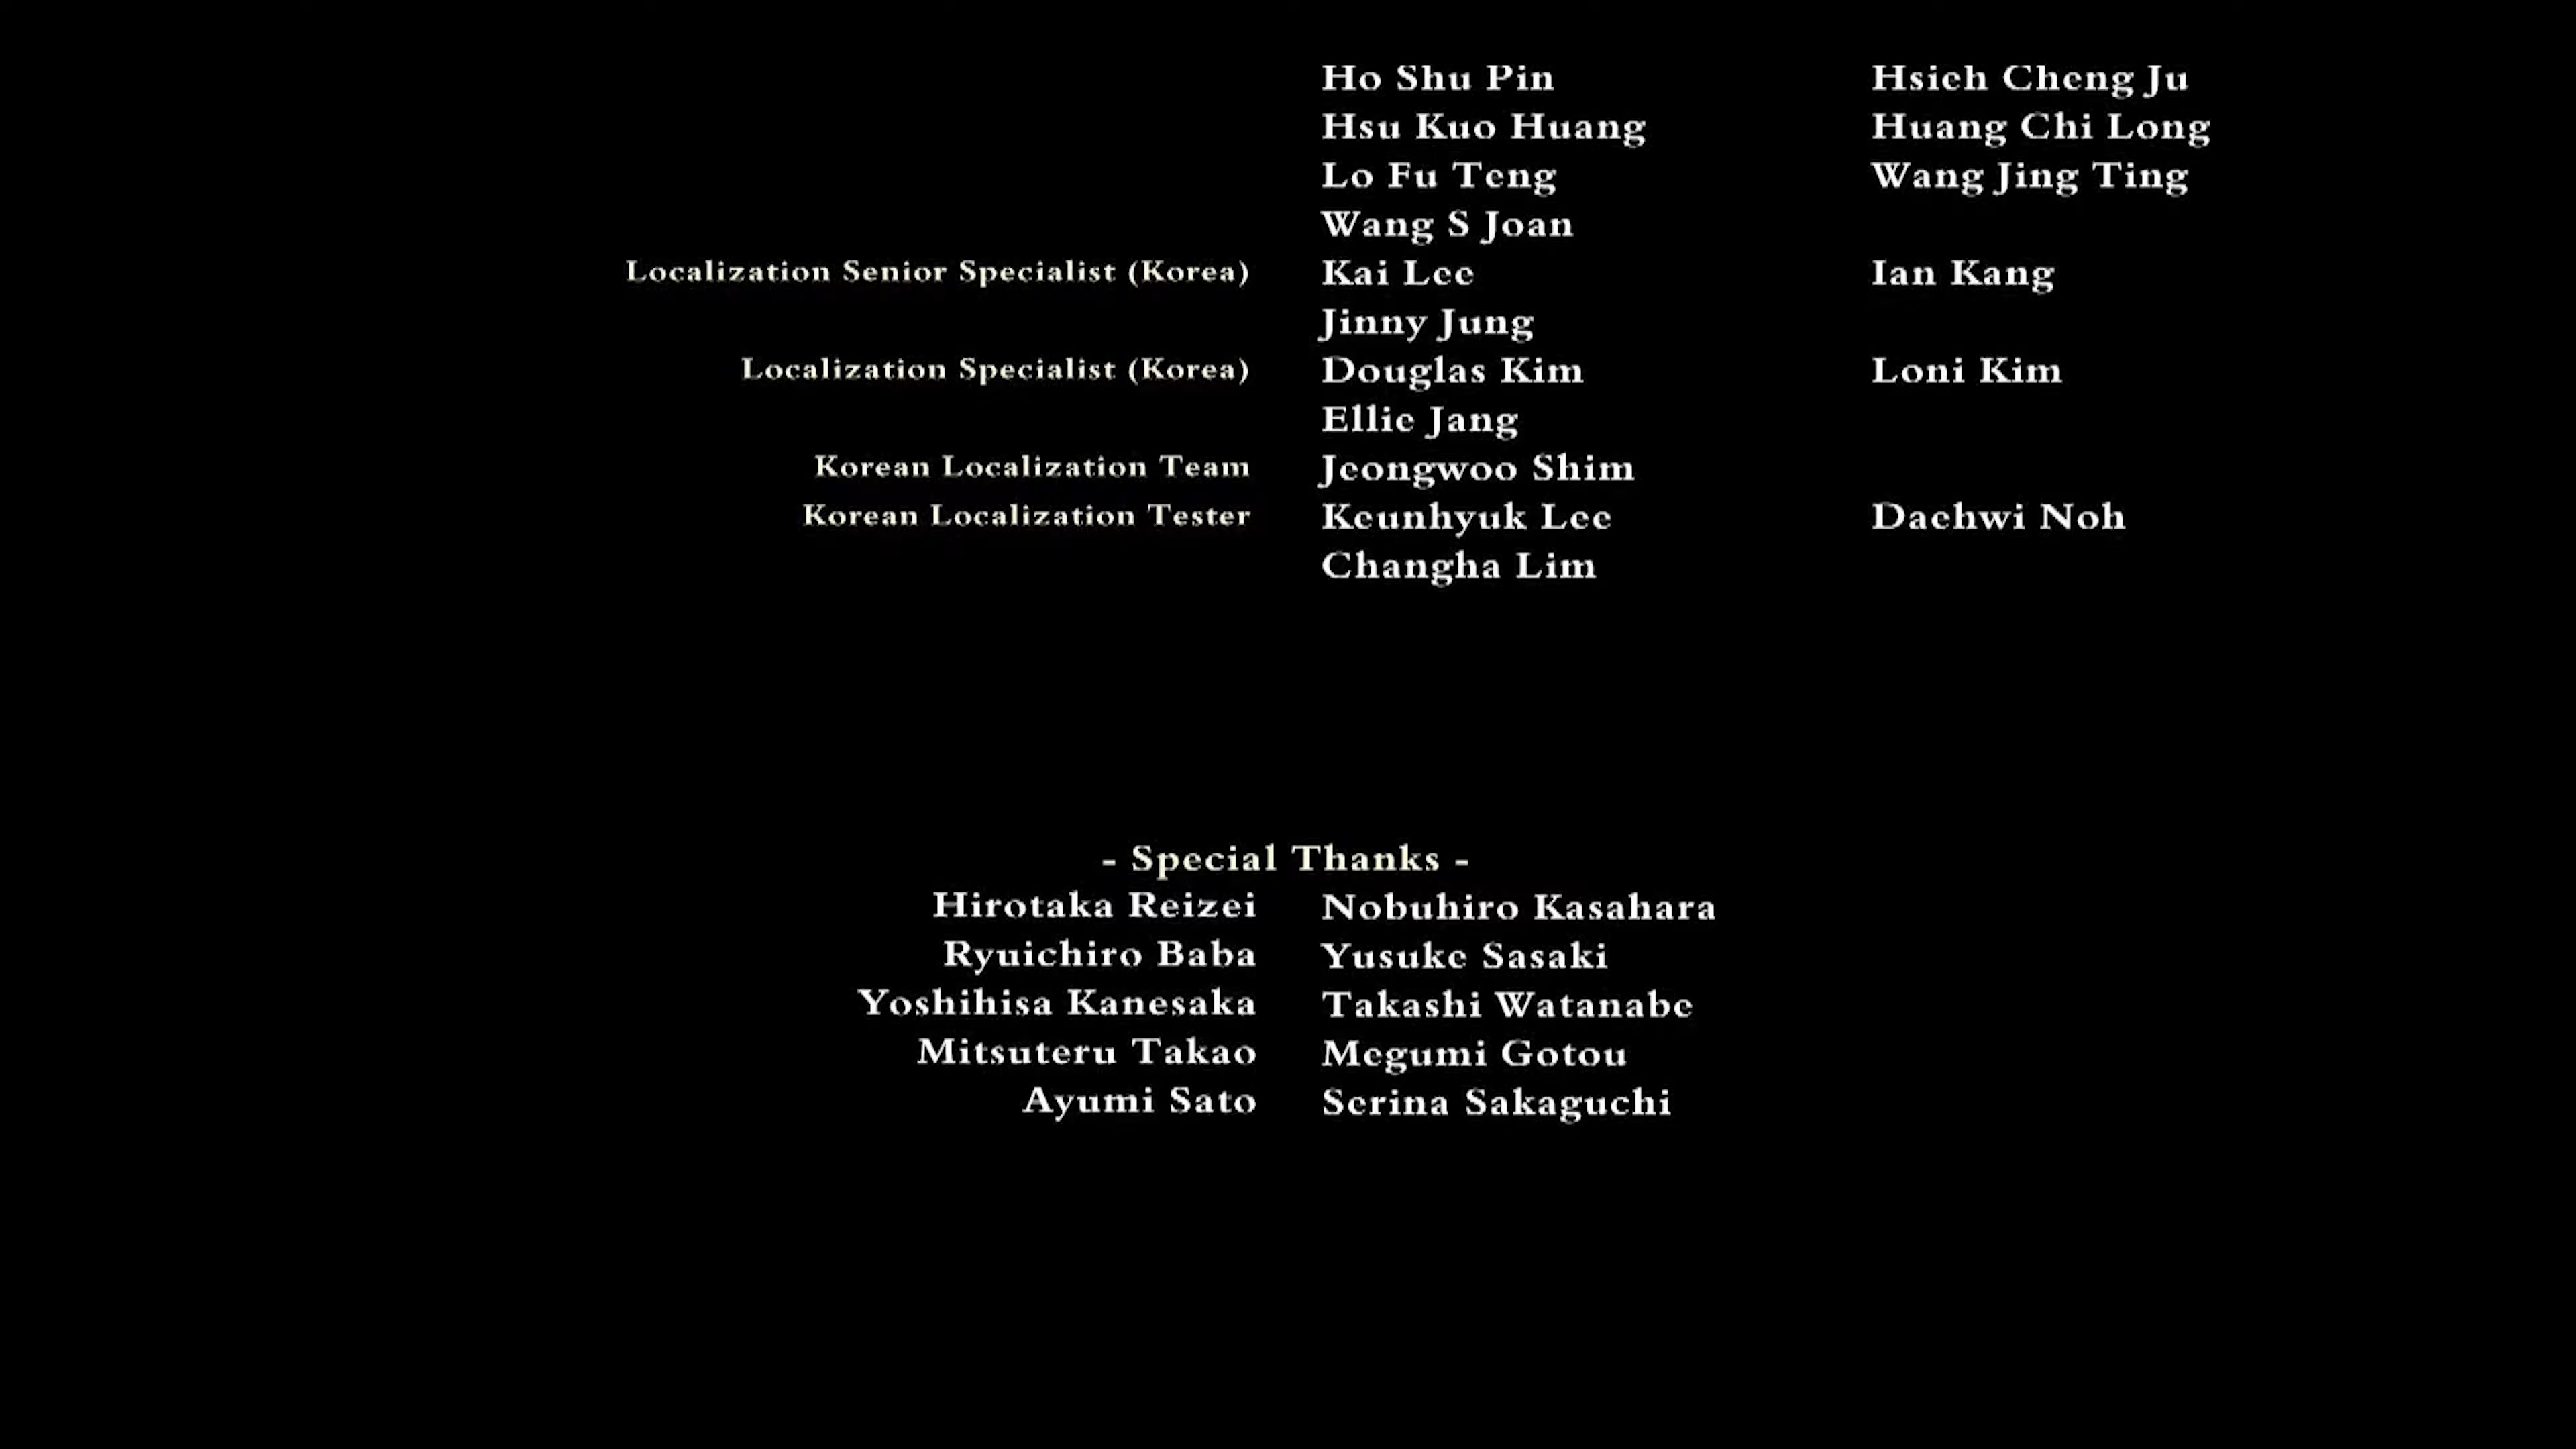 Ho Shu Pin Hsieh Cheng Ju
Hsu Kuo Huang Huang Chi Long
Lo Fu Teng Wang Jing Ting
Wang S Joan
Localization Senior Specialist (Korea) Kai Lee Ian Kang
Jinny Jung
Localization Specialist (Korea) Douglas Kim Loni Kim
Ellie Jang
Korean Localization Team Jeongwoo Shim
Korean Localization Tester Keunhyuk Lee Daehwi Noh
Changha Lim
- Special Thanks -
Hirotaka Reizei Nobuhiro Kasahara
Ryuichiro Baba Yusuke Sasaki
Yoshihisa Kanesaka Takashi Watanabe
Mitsuteru Takao Megumi Gotou
Ayumi Sato Serina Sakaguchi